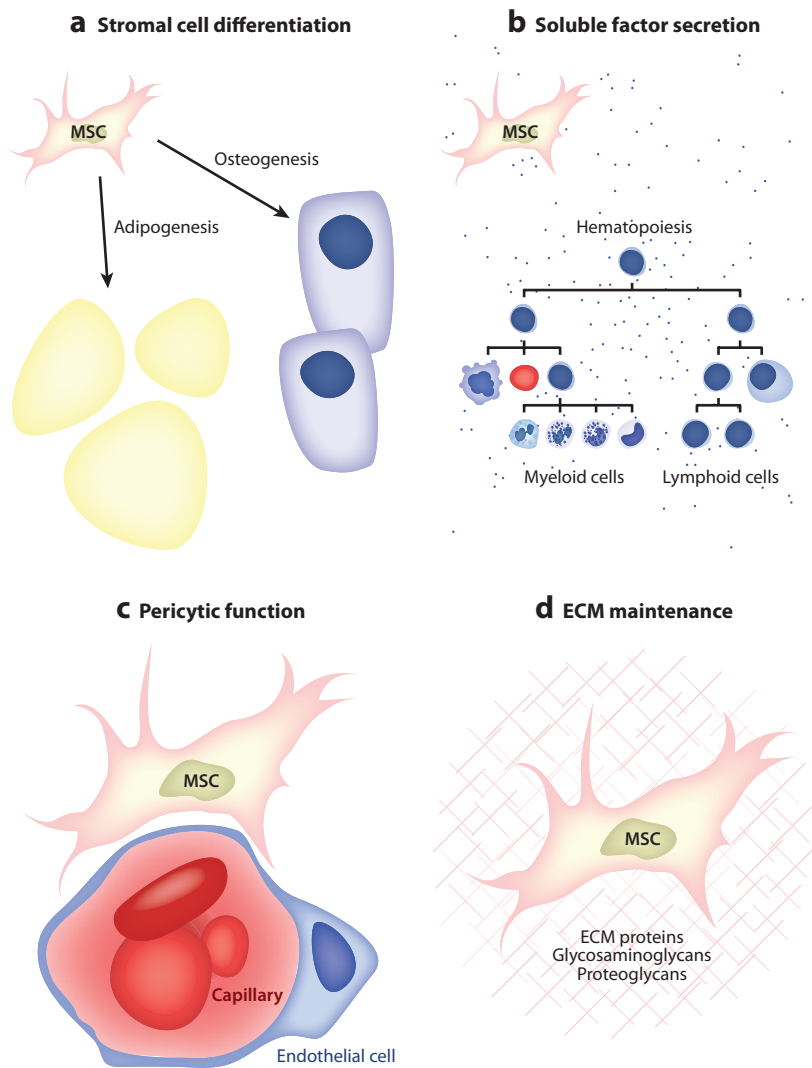 a Stromal cell differentiation
MSC
Osteogenesis
Adipogenesis
b Soluble factor secretion
MSC
Hematopoiesis
Myeloid cells
Lymphoid cells
c Pericytic function
MSC
Capillary
Endothelial cell
d ECM maintenance
MSC
ECM proteins
Glycosaminoglycans
Proteoglycans